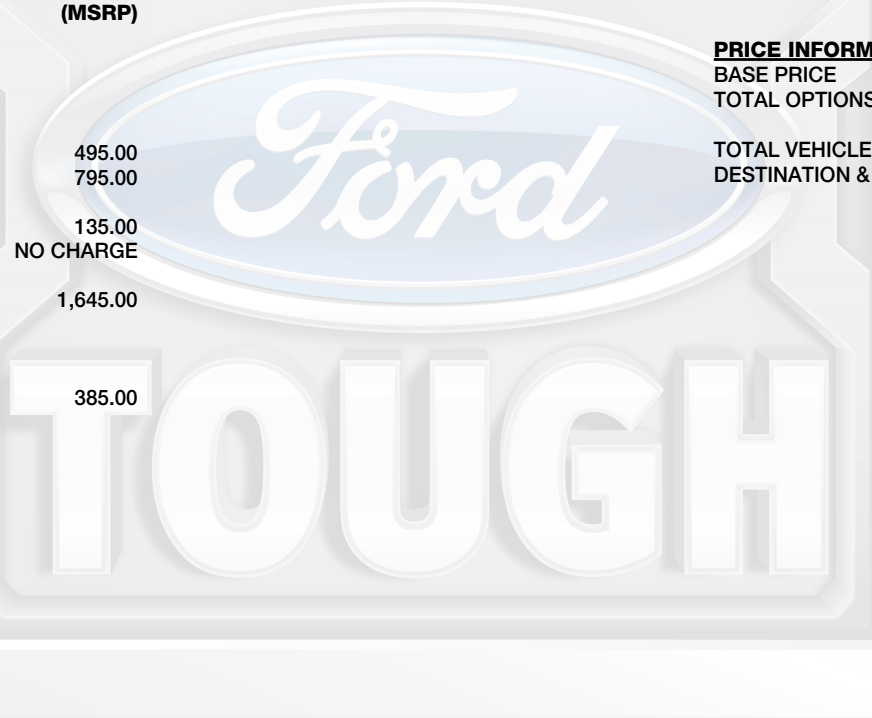 (MSRP)
495.00
795.00
135.00
NO CHARGE
1,645.00
385.00
PRICE INFORM
BASE PRICE
TOTAL OPTIONS
TOTAL VEHICLE
DESTINATION &
Ford
TOUGH